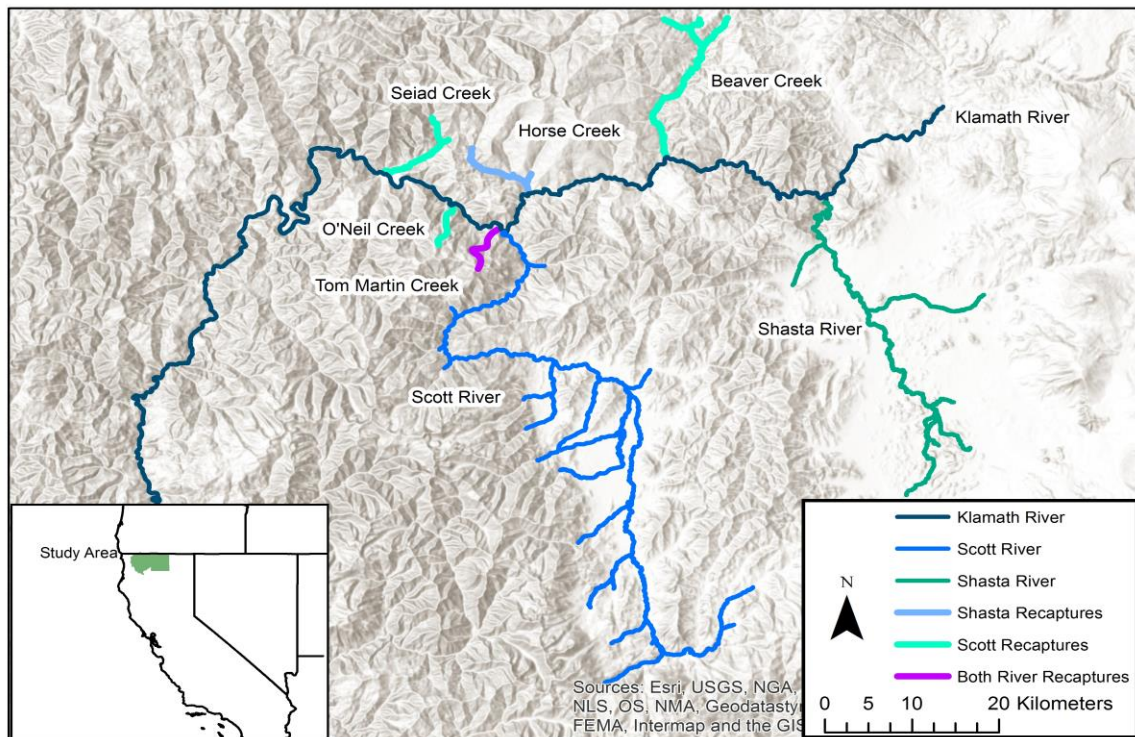 Beaver Creek
Seiad Creek
Horse Creek
Klamath River
O'Neil Creek
Tom Martin Creek
Shasta River
Scott River
Study Area
N
Klamath River
Scott River
Shasta River
Shasta Recaptures
Scott Recaptures
Both River Recaptures
0 5 10 20 Kilometers
Sources: Esri, USGS, NGA,
NLS, OS, NMA, Geodatastyr
FEMA, Intermap and the GIS